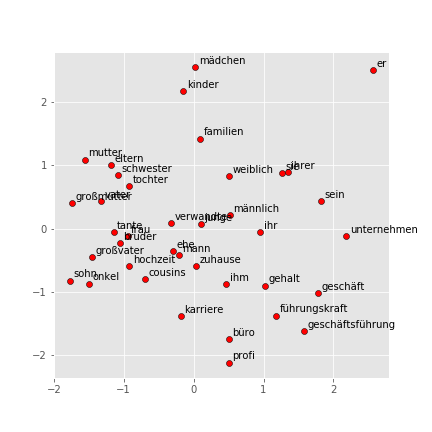 mädchen
er
kinder
familien
mutter
eltern
schwester
weiblich
sie
ihrer
tochter
großmutter
vater
sein
männlich
verwandte
junge
tante
frau
ihr
unternehmen
bruder
ehe
mann
großvater
hochzeit
zuhause
sohn
onkel
cousins
ihm
gehalt
geschäft
karriere
führungskraft
geschäftsführung
büro
profi
2
1
0
−1
−2
−2 −1 0 1 2